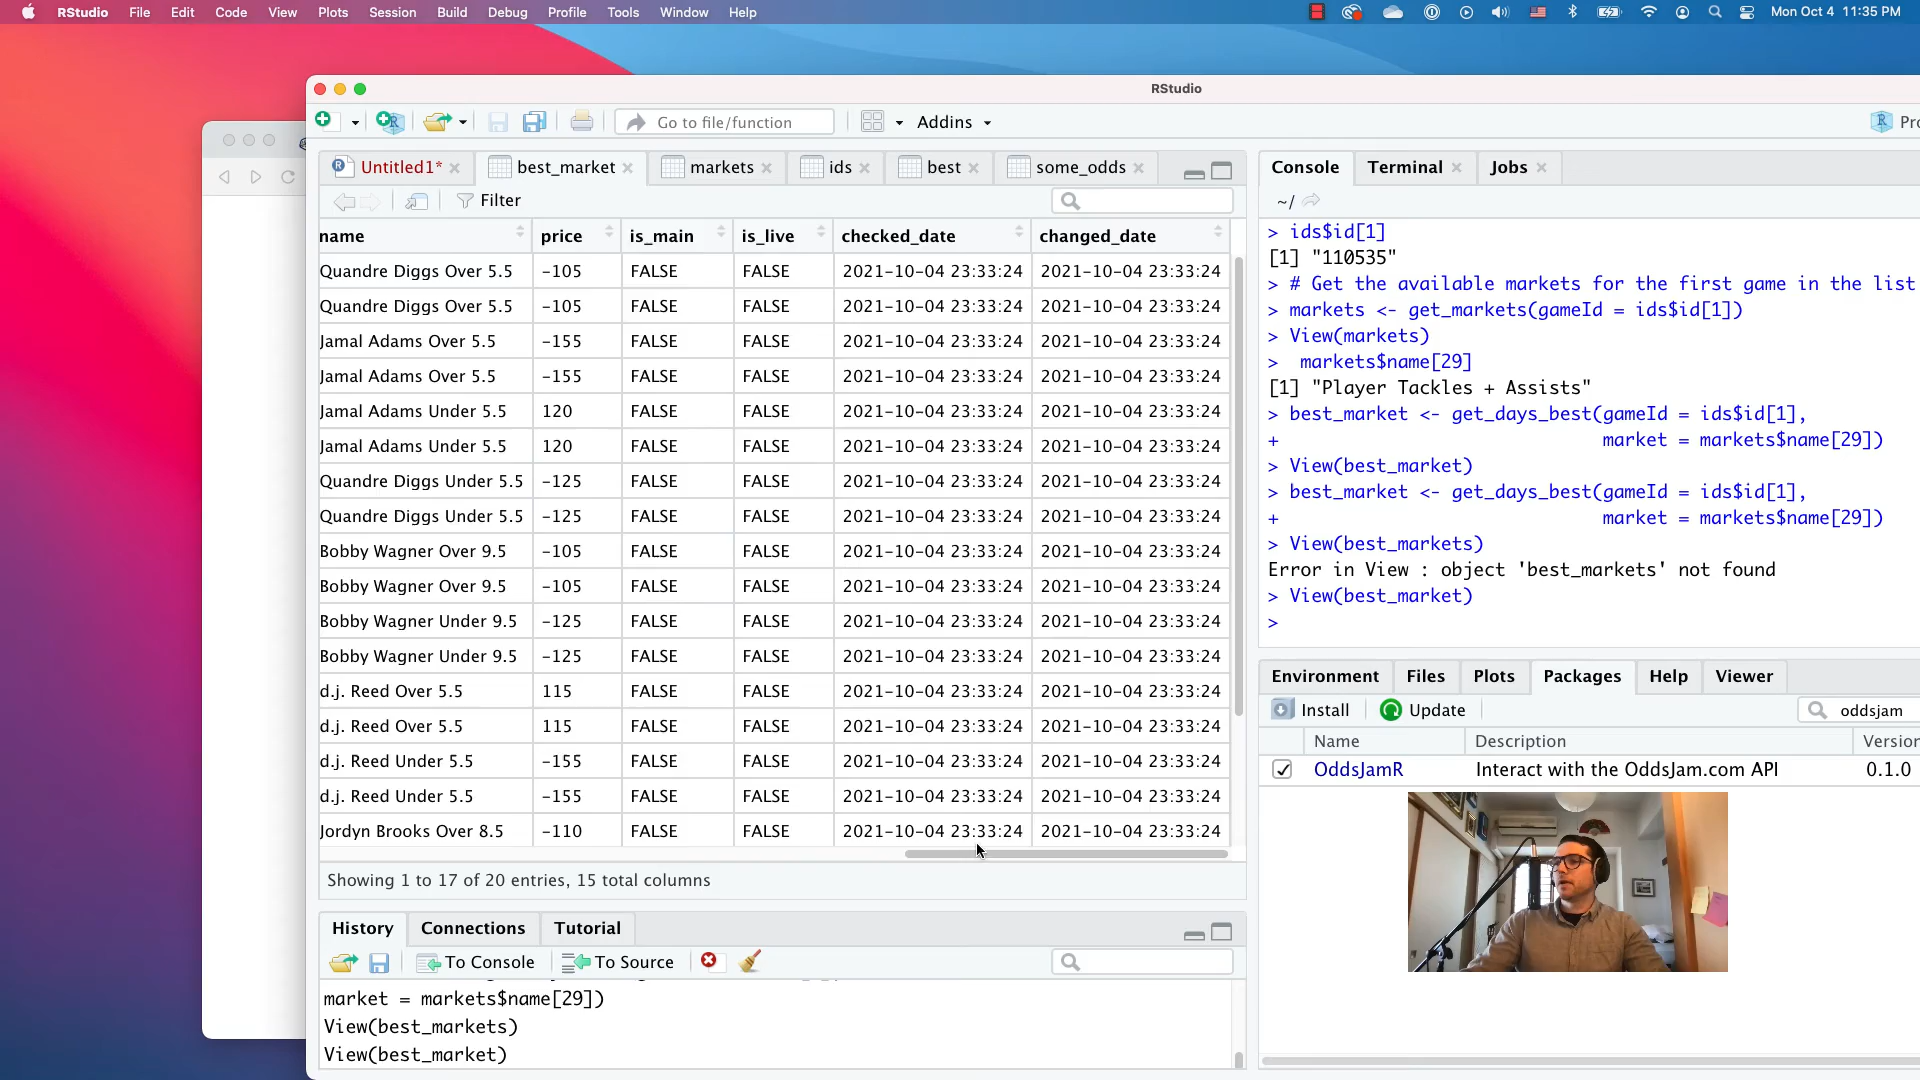 RStudio File Edit Code View Plots Session Build Debug Profile Tools Window Help Mon Oct 4 11:35 PM
RStudio
Go to file/function Addins
Untitled1* best_market markets ids best some_odds
Filter
name price is_main is_live checked_date changed_date
Quandre Diggs Over 5.5 -105 FALSE FALSE 2021-10-04 23:33:24 2021-10-04 23:33:24
Quandre Diggs Over 5.5 -105 FALSE FALSE 2021-10-04 23:33:24 2021-10-04 23:33:24
Jamal Adams Over 5.5 -155 FALSE FALSE 2021-10-04 23:33:24 2021-10-04 23:33:24
Jamal Adams Over 5.5 -155 FALSE FALSE 2021-10-04 23:33:24 2021-10-04 23:33:24
Jamal Adams Under 5.5 120 FALSE FALSE 2021-10-04 23:33:24 2021-10-04 23:33:24
Jamal Adams Under 5.5 120 FALSE FALSE 2021-10-04 23:33:24 2021-10-04 23:33:24
Quandre Diggs Under 5.5 -125 FALSE FALSE 2021-10-04 23:33:24 2021-10-04 23:33:24
Quandre Diggs Under 5.5 -125 FALSE FALSE 2021-10-04 23:33:24 2021-10-04 23:33:24
Bobby Wagner Over 9.5 -105 FALSE FALSE 2021-10-04 23:33:24 2021-10-04 23:33:24
Bobby Wagner Over 9.5 -105 FALSE FALSE 2021-10-04 23:33:24 2021-10-04 23:33:24
Bobby Wagner Under 9.5 -125 FALSE FALSE 2021-10-04 23:33:24 2021-10-04 23:33:24
Bobby Wagner Under 9.5 -125 FALSE FALSE 2021-10-04 23:33:24 2021-10-04 23:33:24
d.j. Reed Over 5.5 115 FALSE FALSE 2021-10-04 23:33:24 2021-10-04 23:33:24
d.j. Reed Over 5.5 115 FALSE FALSE 2021-10-04 23:33:24 2021-10-04 23:33:24
d.j. Reed Under 5.5 -155 FALSE FALSE 2021-10-04 23:33:24 2021-10-04 23:33:24
d.j. Reed Under 5.5 -155 FALSE FALSE 2021-10-04 23:33:24 2021-10-04 23:33:24
Jordyn Brooks Over 8.5 -110 FALSE FALSE 2021-10-04 23:33:24 2021-10-04 23:33:24
Showing 1 to 17 of 20 entries, 15 total columns
History Connections Tutorial
To Console To Source
market = markets$name[29])
View(best_markets)
View(best_market)
Pro
Console Terminal Jobs
~/
> ids$id[1]
[1] "110535"
> # Get the available markets for the first game in the list
> markets <- get_markets(gameId = ids$id[1])
> View(markets)
>  markets$name[29]
[1] "Player Tackles + Assists"
> best_market <- get_days_best(gameId = ids$id[1],
+                              market = markets$name[29])
> View(best_market)
> best_market <- get_days_best(gameId = ids$id[1],
+                              market = markets$name[29])
> View(best_markets)
Error in View : object 'best_markets' not found
> View(best_market)
>
Environment Files Plots Packages Help Viewer
Install Update oddsjam
Name Description Version
OddsJamR Interact with the OddsJam.com API 0.1.0